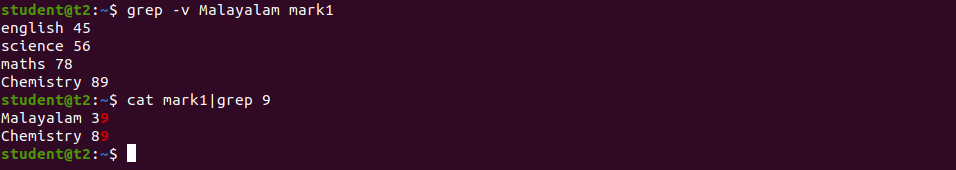 student@t2:~$ grep -v Malayalam mark1
english 45
science 56
maths 78
Chemistry 89
student@t2:~$ cat mark1|grep 9
Malayalam 39
Chemistry 89
student@t2:~$